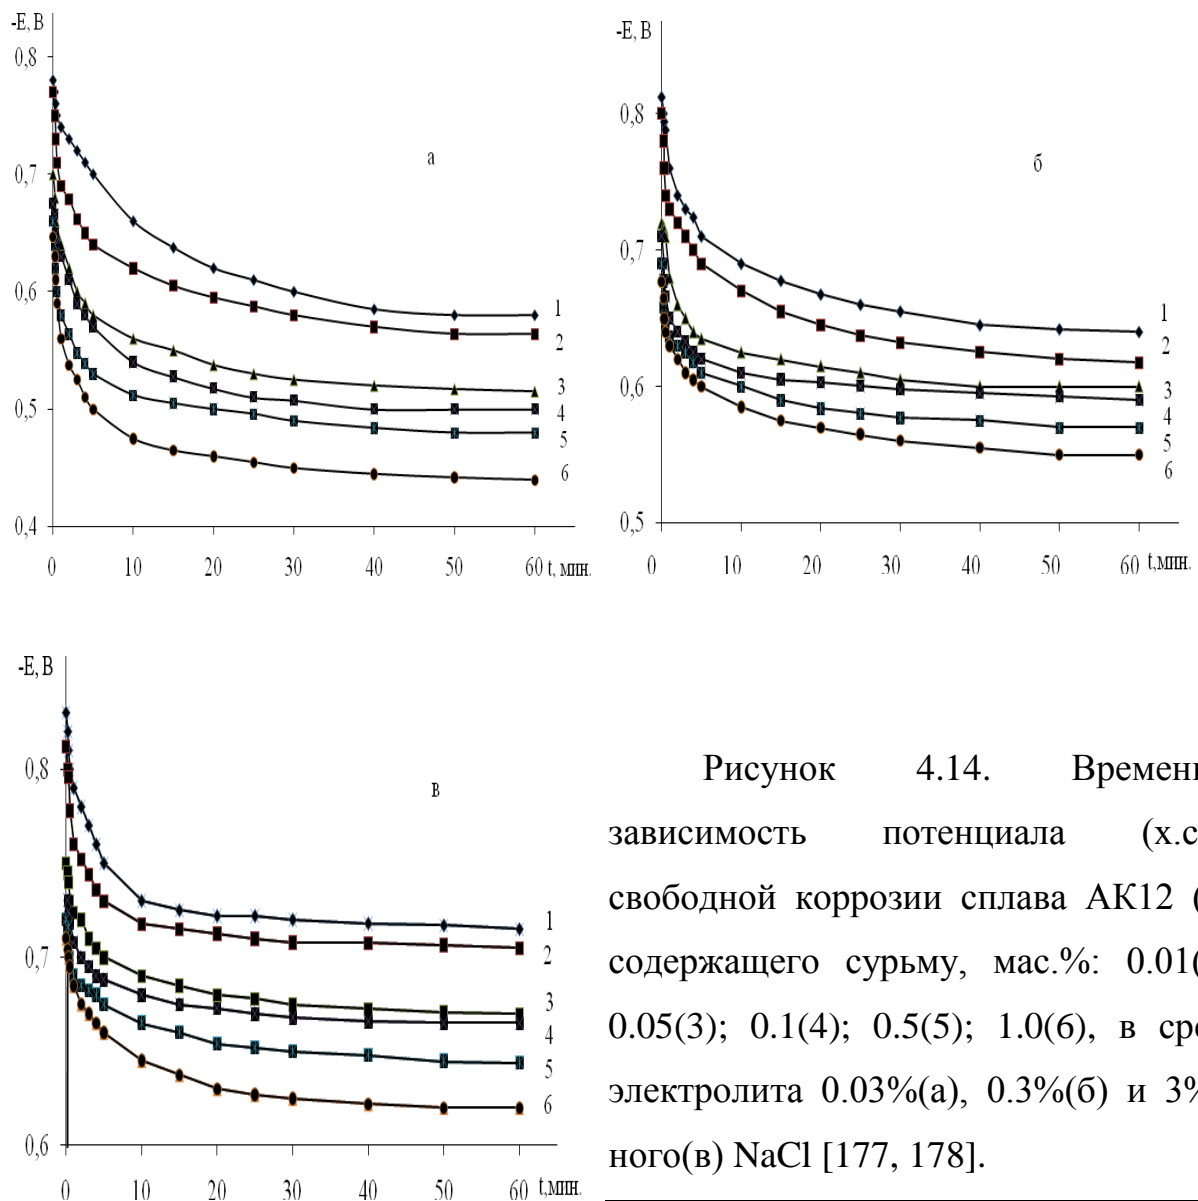 -E, В
0,8
0,7
0,6
0,5
0,4
а
1
2
3
4
5
6
0 10 20 30 40 50 60 t, мин.
-E, В
0,8
0,7
0,6
0,5
б
1
2
3
4
5
6
0 10 20 30 40 50 60 t,мин.
-E, В
0,8
0,7
0,6
в
1
2
3
4
5
6
0 10 20 30 40 50 60 t,мин.
Рисунок 4.14.
зависимость потенциала (х.с
свободной коррозии сплава АК12 (
содержащего сурьму, мас.%: 0.01(
0.05(3); 0.1(4); 0.5(5); 1.0(6), в
электролита 0.03%(а), 0.3%(б) и 3%
ного(в) NaCl [177, 178].